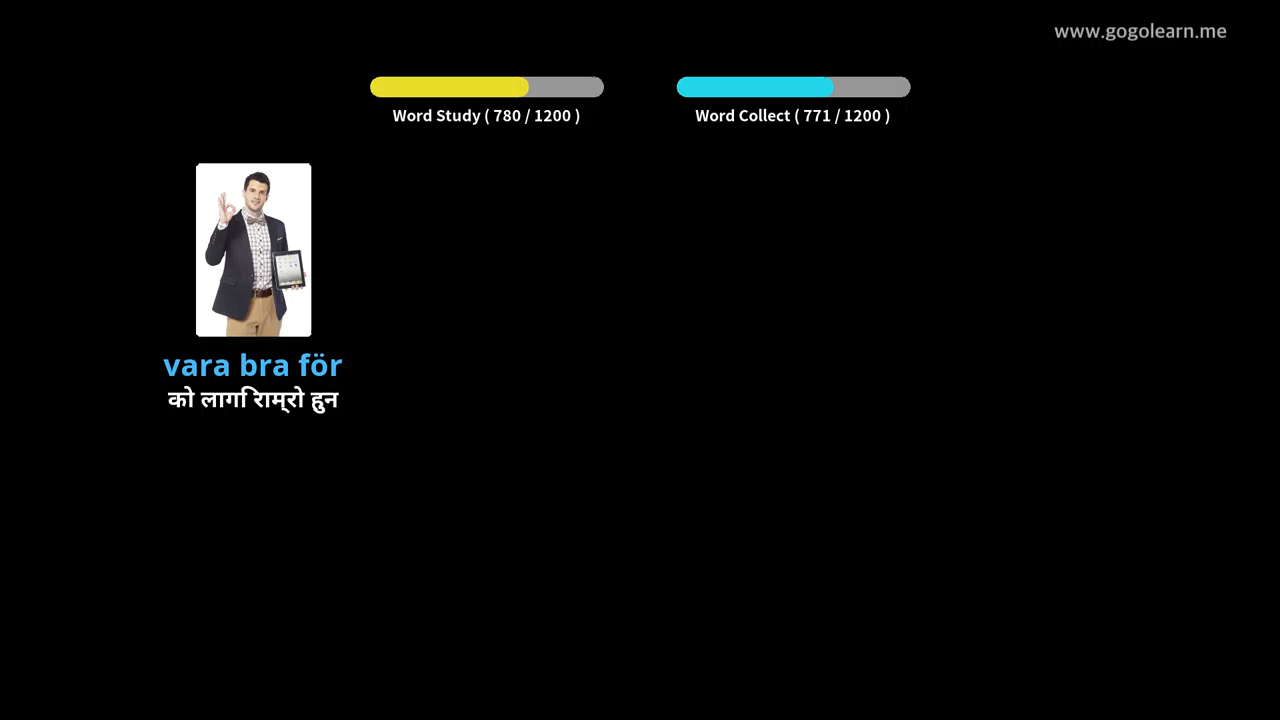 www.gogolearn.me
Word Study ( 780 / 1200 )
Word Collect ( 771 / 1200 )
vara bra för
को लागि राम्रो हुन